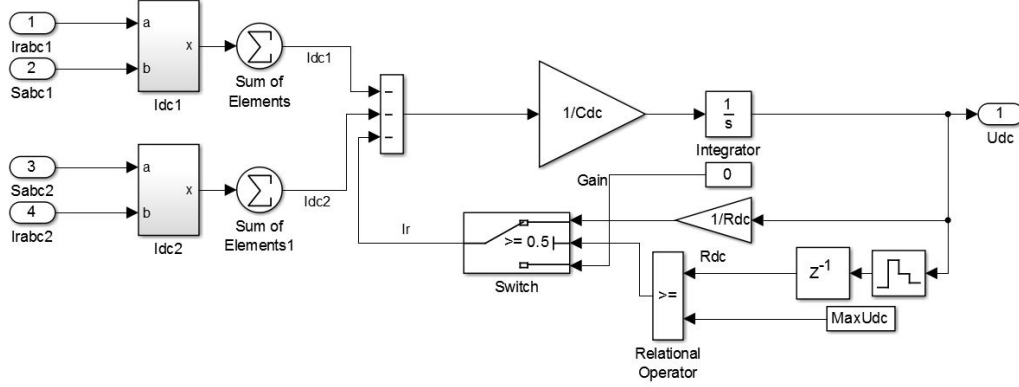 1
Irabc1
2
Sabc1
a
b
x
Idc1
Σ
Sum of
Elements
Idc1
3
Sabc2
4
Irabc2
a
b
x
Idc2
Σ
Sum of
Elements1
Idc2
−
−
−
Ir
1/Cdc
Gain
1
s
Integrator
1
Udc
0
1/Rdc
Rdc
>= 0.5
Switch
>=
Relational
Operator
z-1
MaxUdc